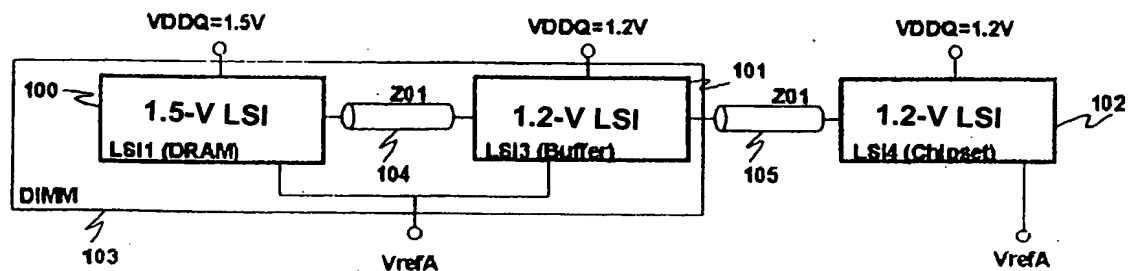 VDDQ=1.5V
VDDQ=1.2V
VDDQ=1.2V
100
101
102
Z01
Z01
1.5-V LSI
1.2-V LSI
1.2-V LSI
LSI1 (DRAM)
LSI3 (Buffer)
LSI4 (Chipset)
104
105
DIMM
103
VrefA
VrefA